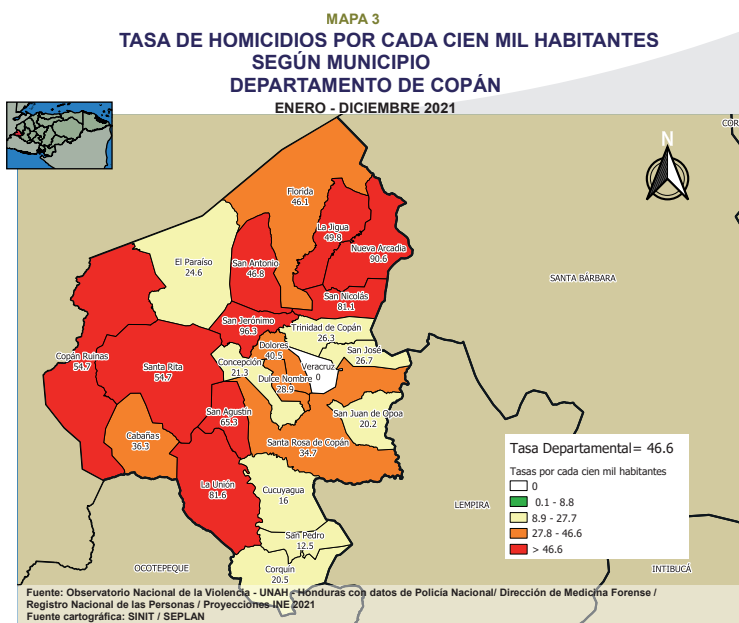 MAPA 3
TASA DE HOMICIDIOS POR CADA CIEN MIL HABITANTES
SEGÚN MUNICIPIO
DEPARTAMENTO DE COPÁN
ENERO - DICIEMBRE 2021
COR
N
Florida
46.1
La Jigua
49.8
Nueva Arcadia
90.6
El Paraíso
24.6
San Antonio
46.8
SANTA BÁRBARA
San Nicolás
81.1
San Jerónimo
96.3
Trinidad de Copán
26.3
Dolores
40.5
San José
26.7
Copán Ruinas
54.7
Santa Rita
54.7
Concepción
21.3
Veracruz
0
Dulce Nombre
28.9
San Agustín
65.3
San Juan de Opoa
20.2
Cabañas
36.3
Santa Rosa de Copán
34.7
La Unión
81.6
Cucuyagua
16
San Pedro
12.5
Corquín
20.5
LEMPIRA
OCOTEPEQUE
INTIBUCÁ
Tasa Departamental= 46.6
Tasas por cada cien mil habitantes
0
0.1 - 8.8
8.9 - 27.7
27.8 - 46.6
> 46.6
Fuente: Observatorio Nacional de la Violencia - UNAH - Honduras con datos de Policía Nacional/ Dirección de Medicina Forense /
Registro Nacional de las Personas / Proyecciones INE 2021
Fuente cartográfica: SINIT / SEPLAN